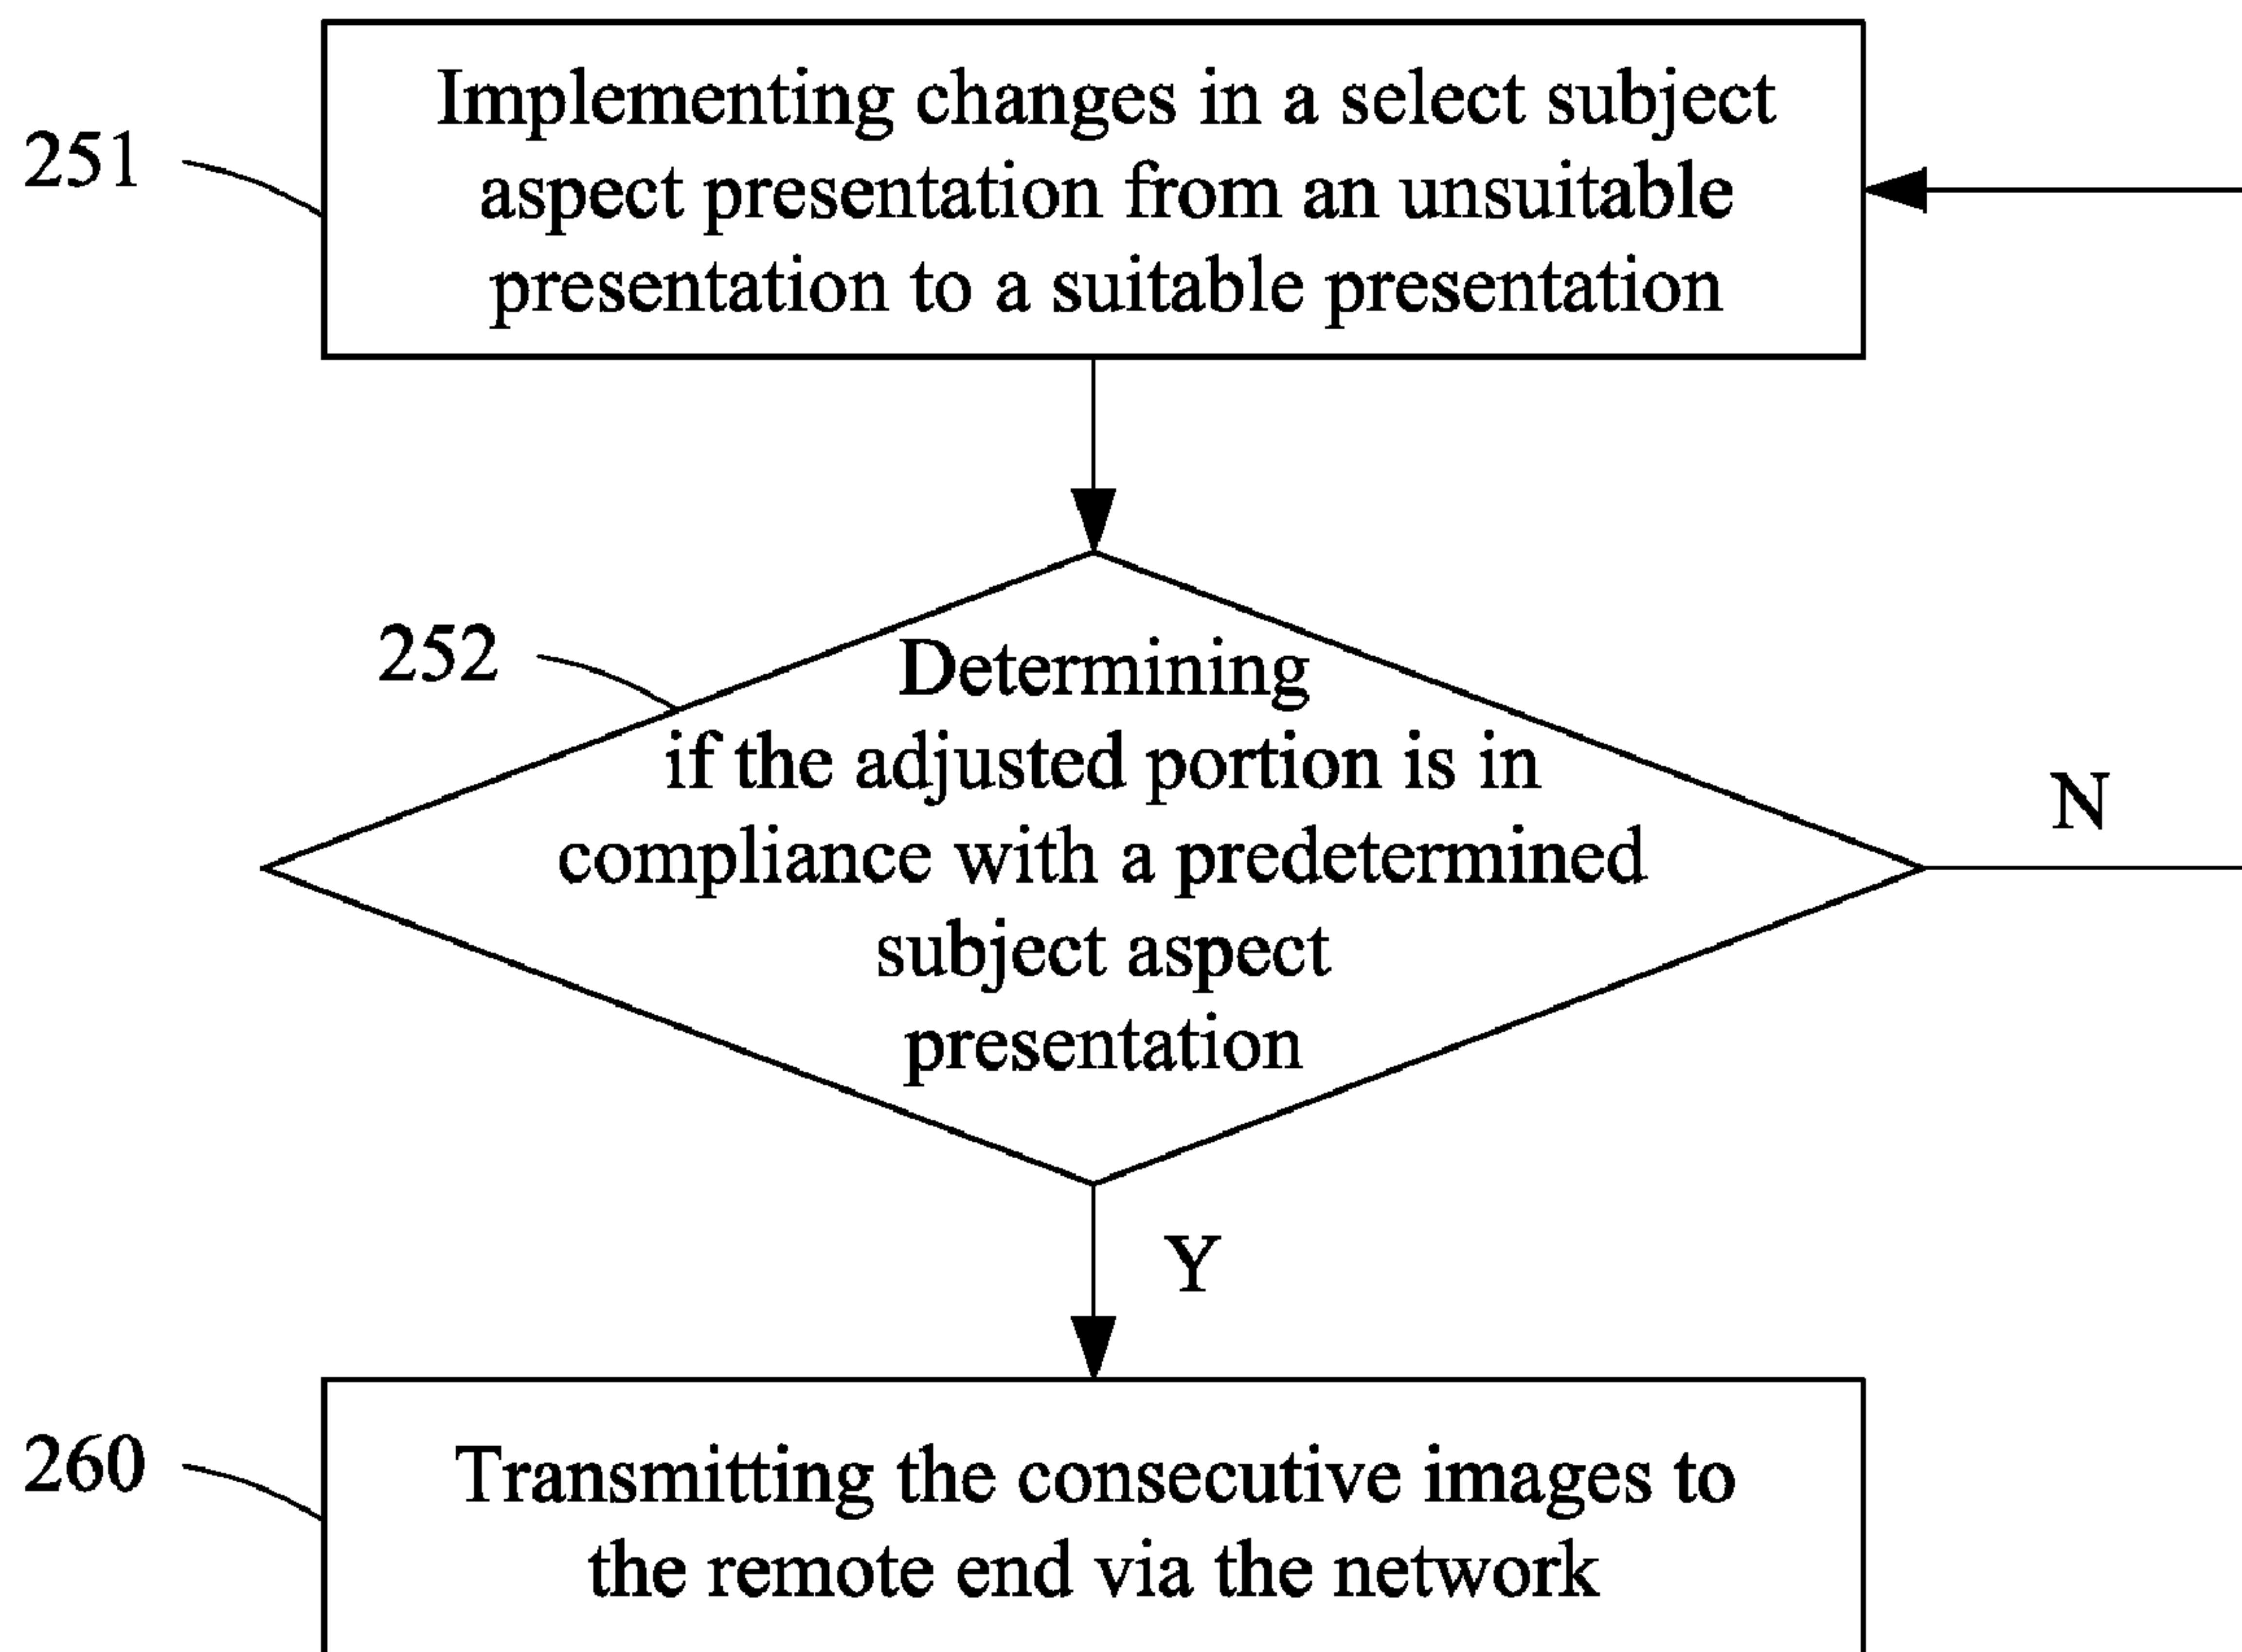 251
Implementing changes in a select subject
aspect presentation from an unsuitable
presentation to a suitable presentation
252
Determining
if the adjusted portion is in
compliance with a predetermined
subject aspect
presentation
N
Y
260
Transmitting the consecutive images to
the remote end via the network